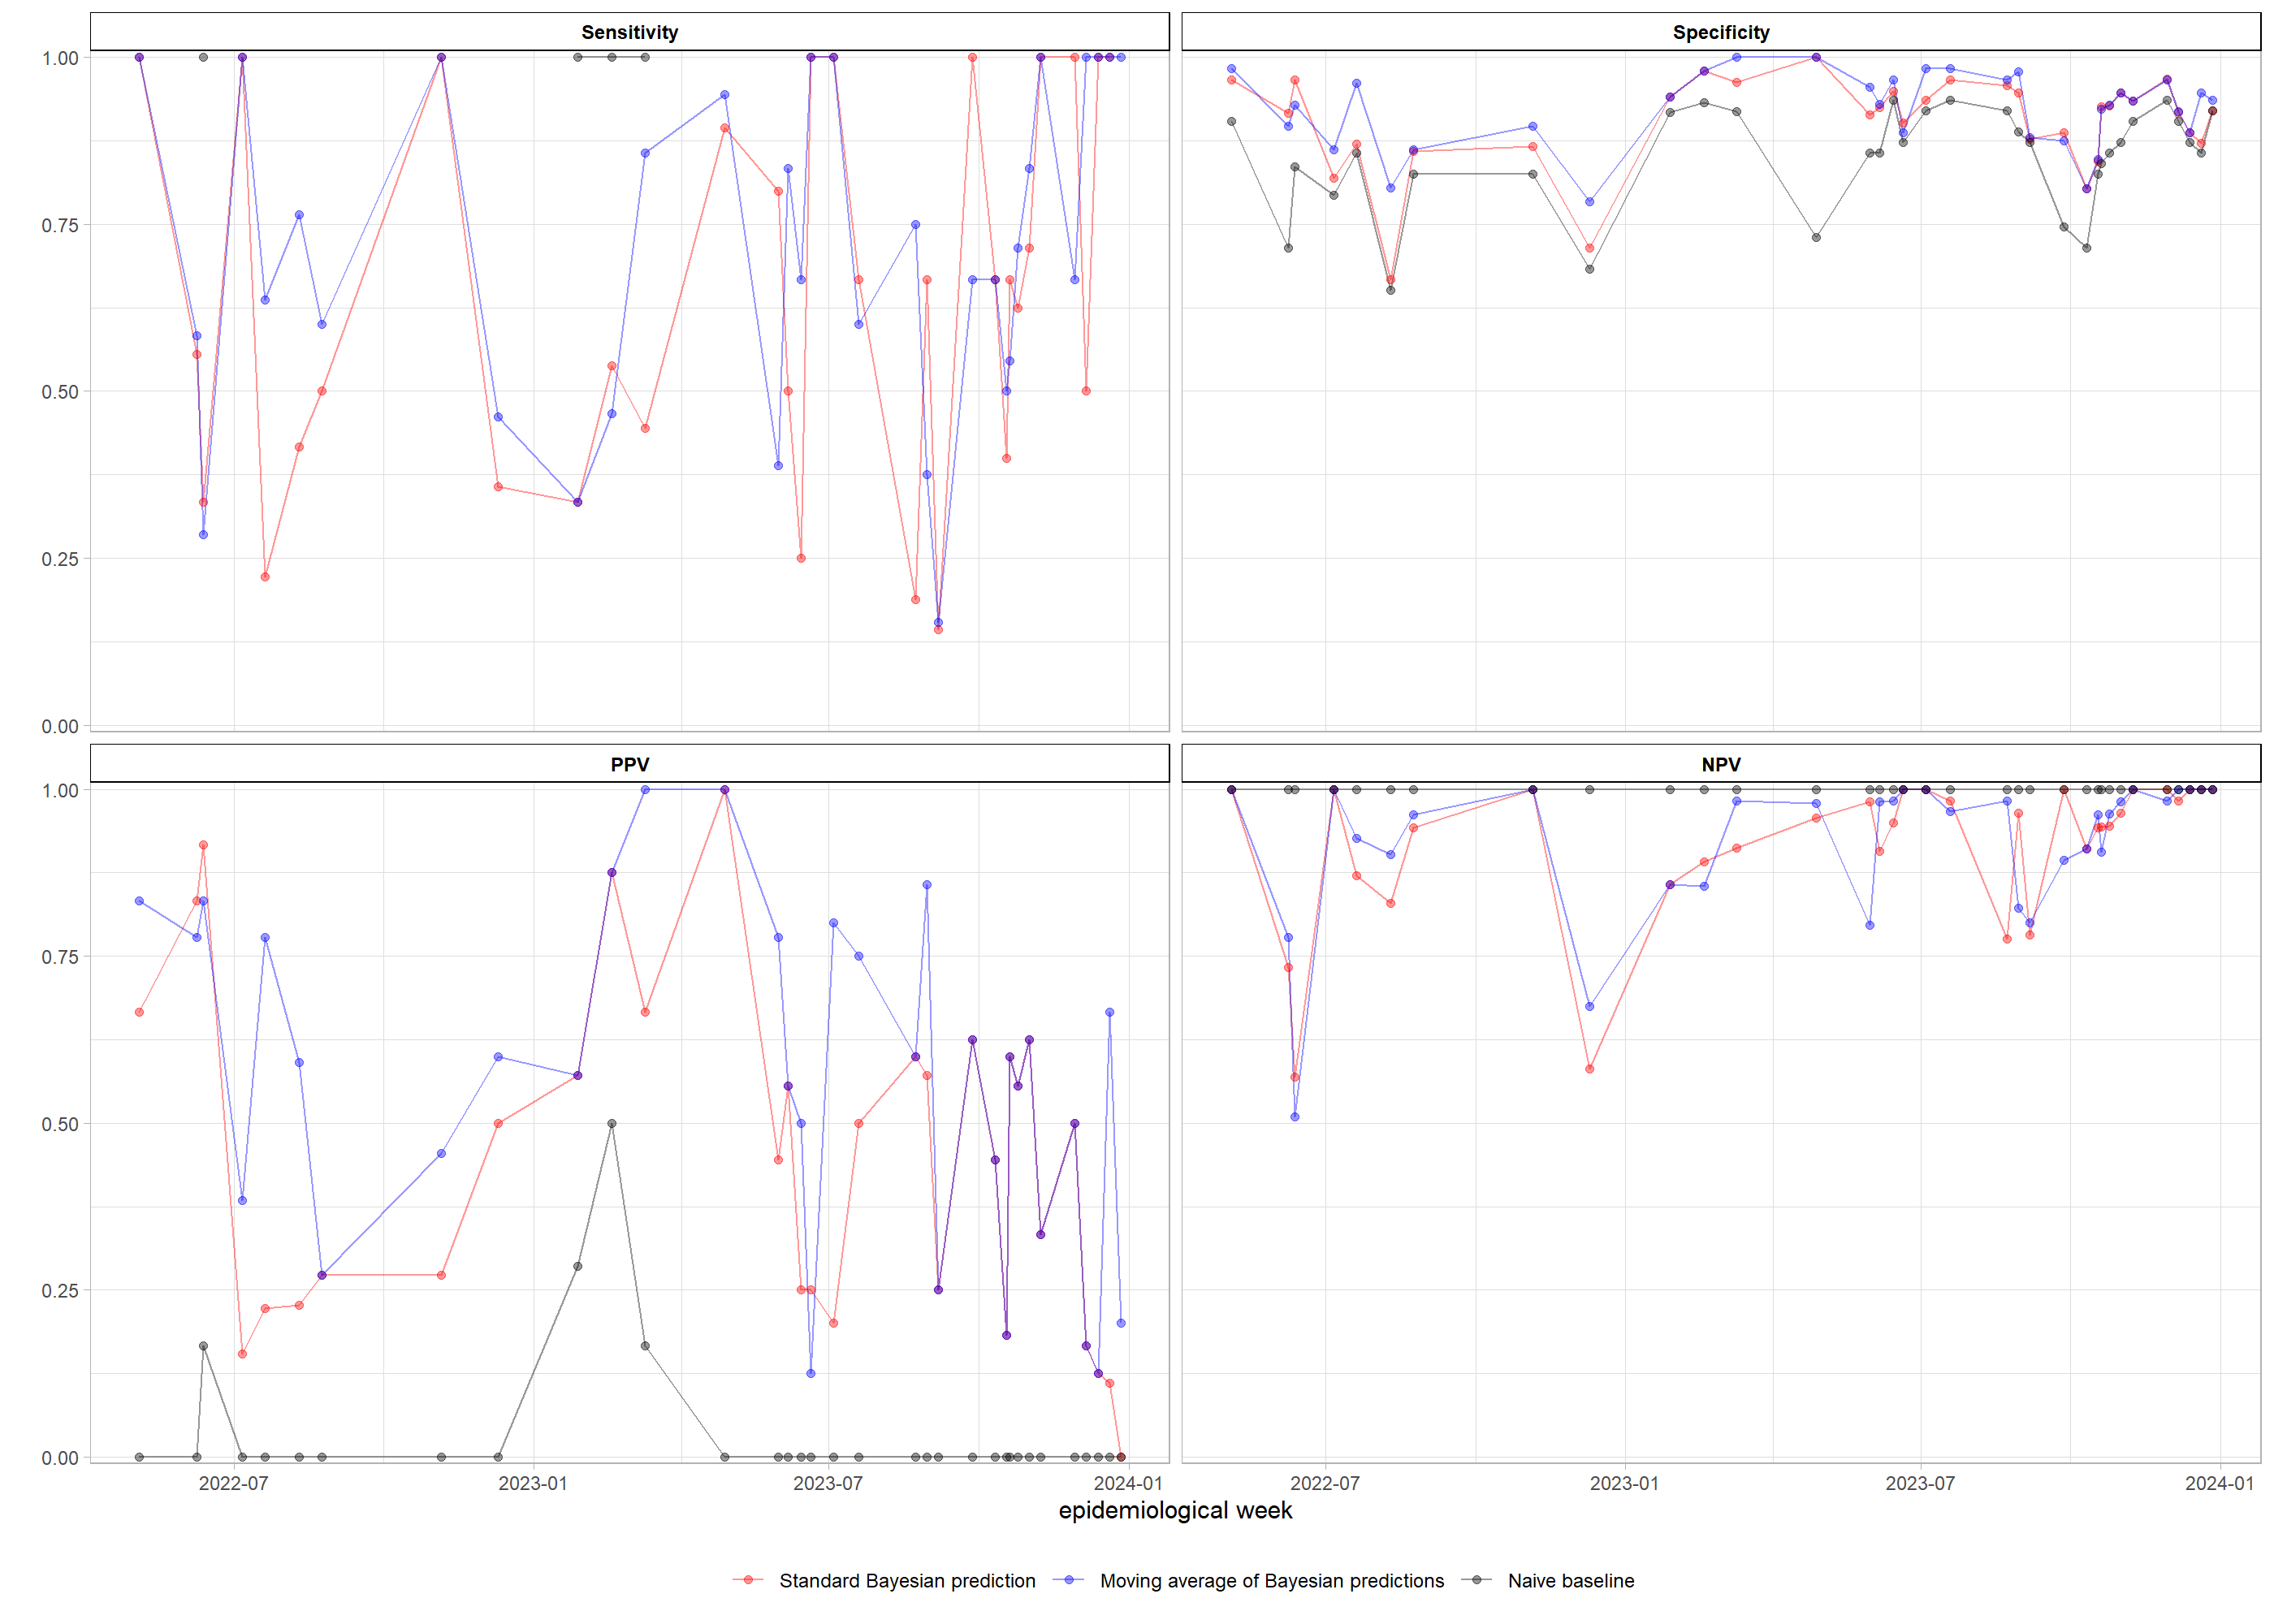 Sensitivity
Specificity
1.00
0.75
0.50
0.25
0.00
PPV
NPV
1.00
0.75
0.50
0.25
0.00
2022-07
2023-01
2023-07
2024-01
2022-07
2023-01
2023-07
2024-01
epidemiological week
Standard Bayesian prediction
Moving average of Bayesian predictions
Naive baseline